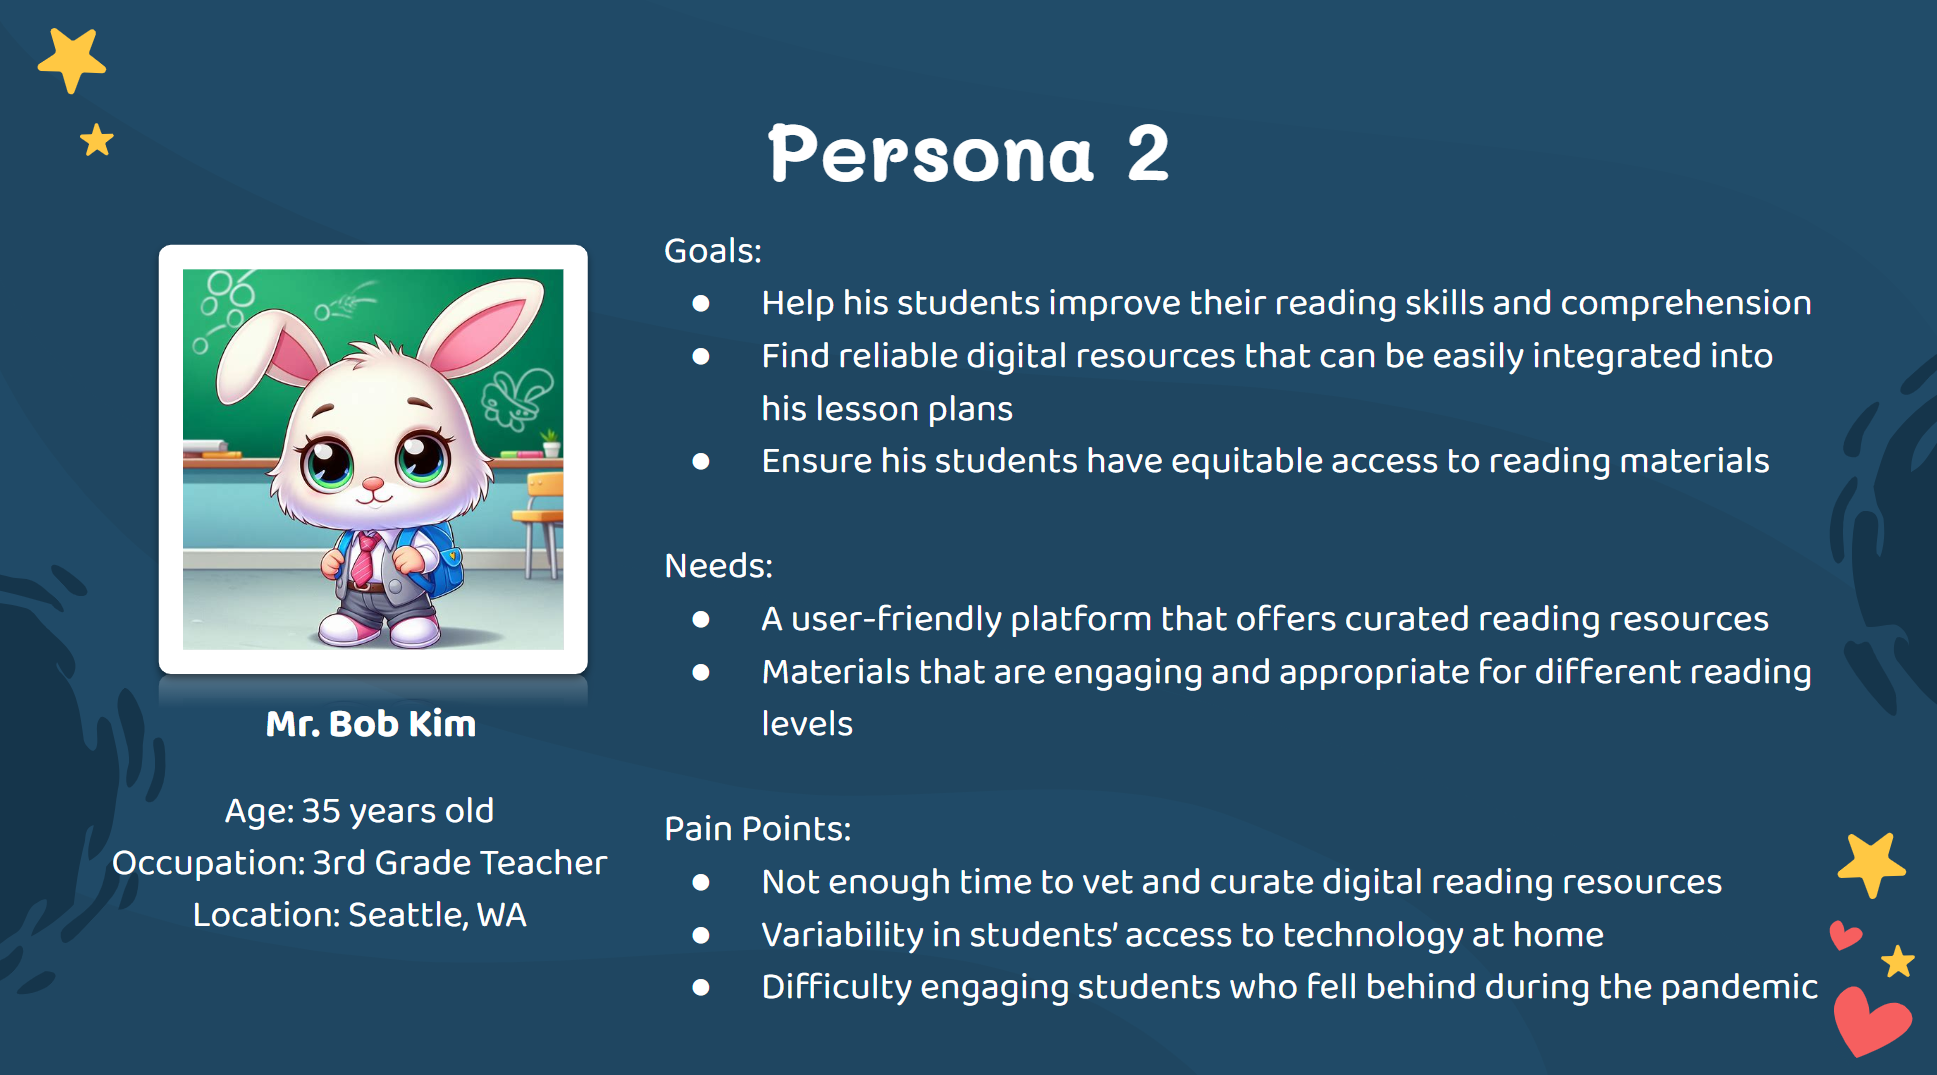 Persona 2
Mr. Bob Kim
Age: 35 years old
Occupation: 3rd Grade Teacher
Location: Seattle, WA
Goals:
● Help his students improve their reading skills and comprehension
● Find reliable digital resources that can be easily integrated into
his lesson plans
● Ensure his students have equitable access to reading materials
Needs:
● A user-friendly platform that offers curated reading resources
● Materials that are engaging and appropriate for different reading
levels
Pain Points:
● Not enough time to vet and curate digital reading resources
● Variability in students’ access to technology at home
● Difficulty engaging students who fell behind during the pandemic